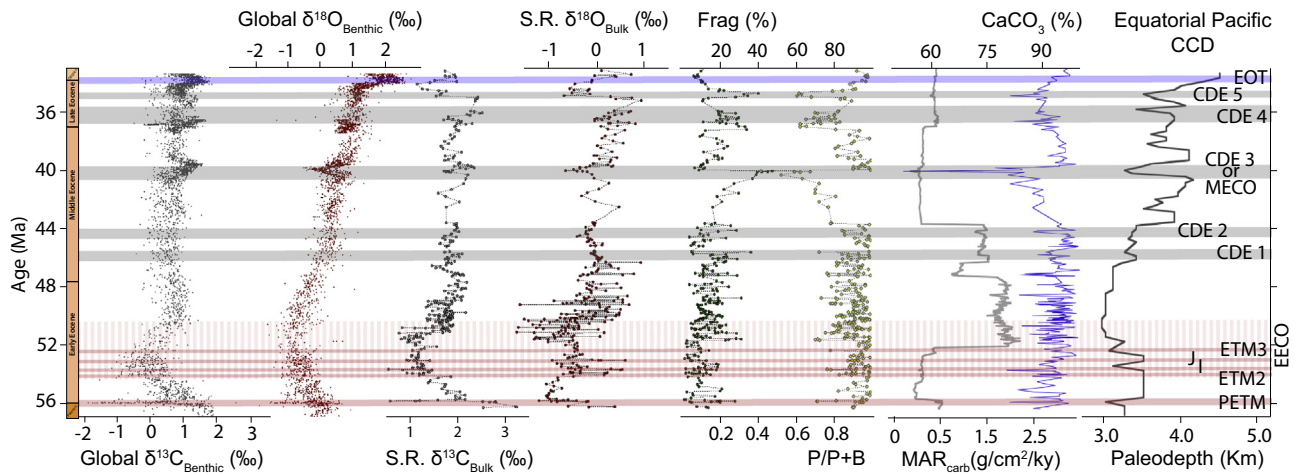 Global δ18OBenthic (‰)
S.R. δ18OBulk (‰)
Frag (%)
CaCO3 (%)
Equatorial Pacific
CCD
-2 -1 0 1 2
-1 0 1
20 40 60 80
60 75 90
EOT
CDE 5
CDE 4
CDE 3
or
MECO
CDE 2
CDE 1
ETM3
J
I
ETM2
PETM
EECO
Age (Ma)
36
40
44
48
52
56
Late Eocene
Middle Eocene
Early Eocene
-2 -1 0 1 2 3
1 2 3
0.2 0.4 0.6 0.8
0 0.5 1.5 2.5
3.0 4.0 5.0
Global δ13CBenthic (‰)
S.R. δ13CBulk (‰)
P/P+B
MARcarb(g/cm2/ky)
Paleodepth (Km)